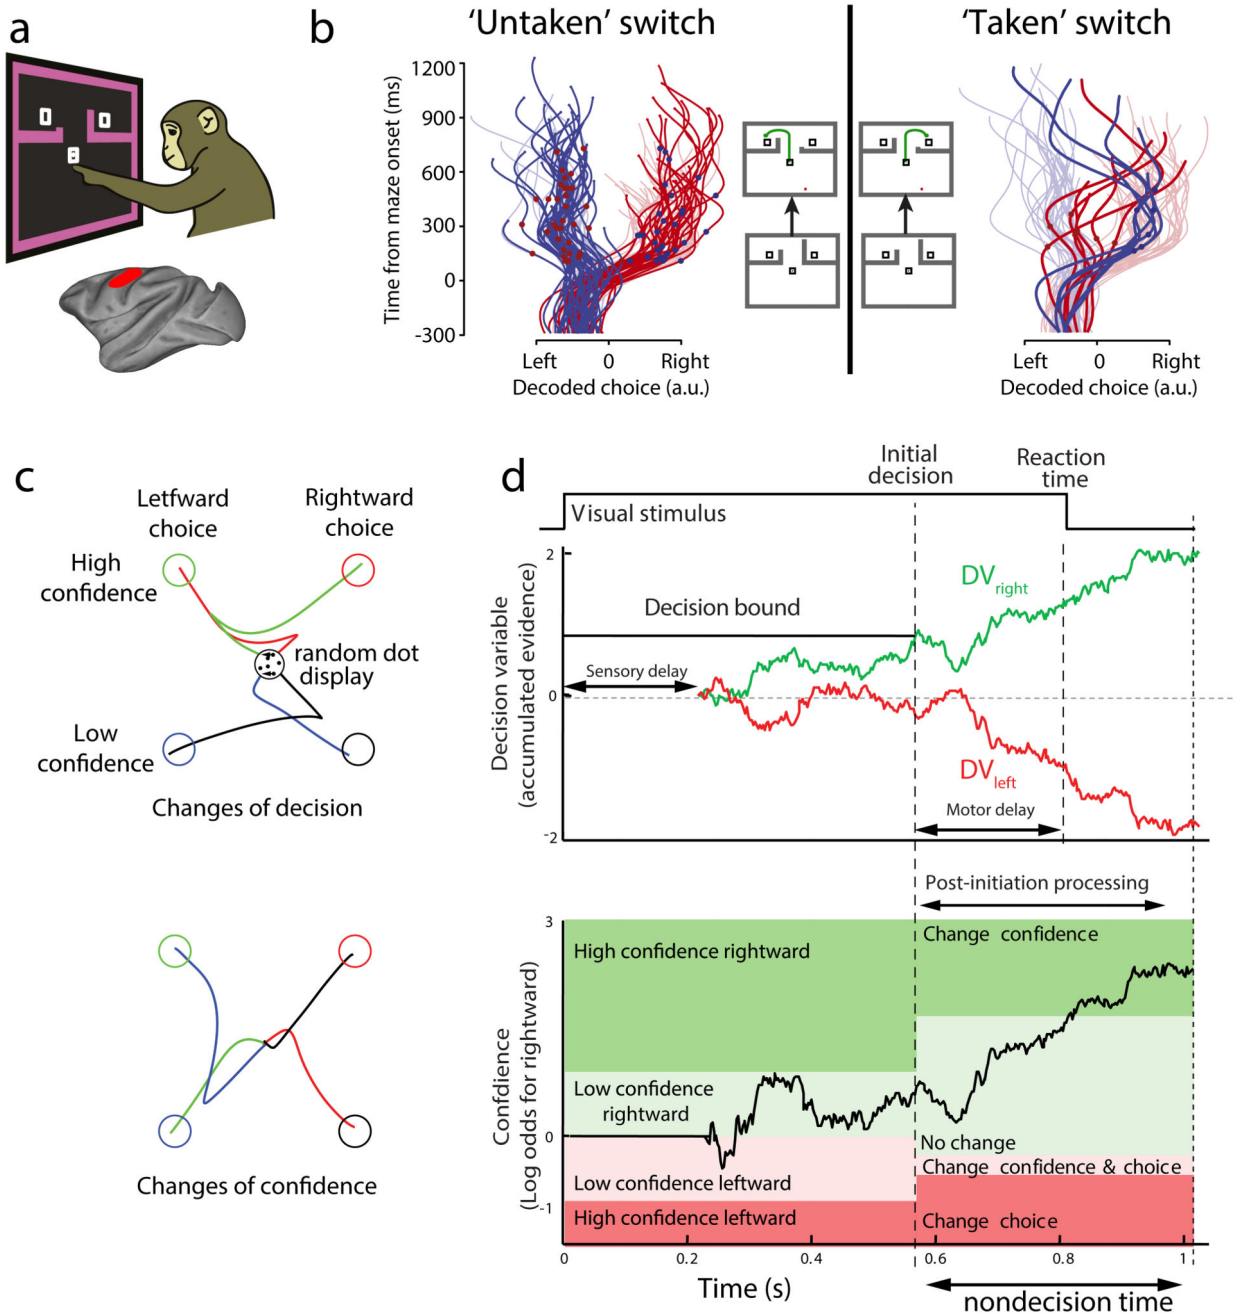 a
b
'Untaken' switch
'Taken' switch
Time from maze onset (ms)
1200
900
600
300
0
-300
Left 0 Right
Decoded choice (a.u.)
Left 0 Right
Decoded choice (a.u.)
c
Letfward
choice
Rightward
choice
High
confidence
random dot
display
Low
confidence
Changes of decision
Changes of confidence
d
Initial
decision
Reaction
time
Visual stimulus
Decision variable
(accumulated evidence)
2
0
-2
Decision bound
Sensory delay
DVright
DVleft
Motor delay
Post-initiation processing
Confdience
(Log odds for rightward)
3
0
-1
High confidence rightward
Low confidence
rightward
Low confidence leftward
High confidence leftward
Change confidence
No change
Change confidence & choice
Change choice
0 0.2 0.4 0.6 0.8 1
Time (s)
nondecision time